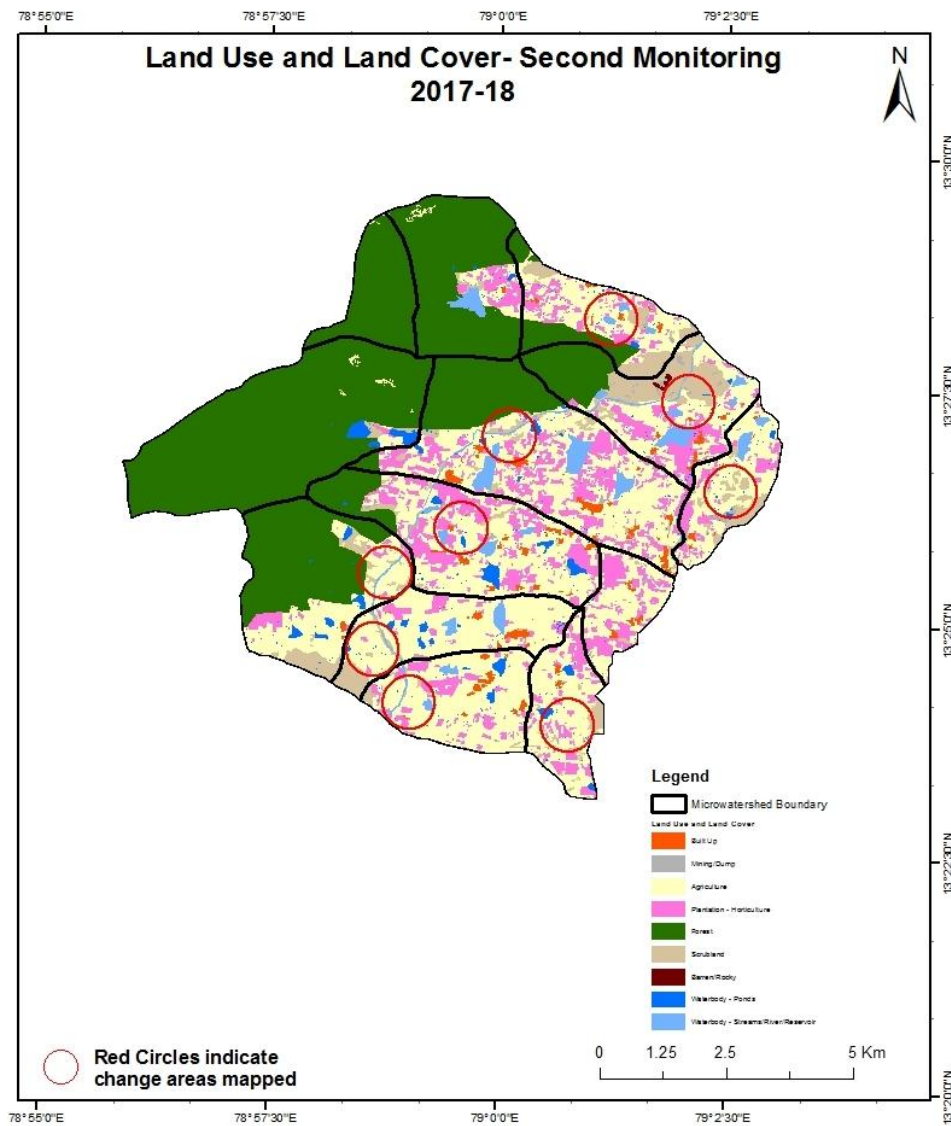 78°55'0"E 78°57'30"E 79°0'0"E 79°2'30"E
Land Use and Land Cover- Second Monitoring
2017-18
N
13°30'0"N
13°27'30"N
13°25'0"N
13°22'30"N
13°20'0"N
Legend
Microwatershed Boundary
Land Use and Land Cover
Built Up
Mining/Dump
Agriculture
Plantation - Horticulture
Forest
Scrubland
Barren/Rocky
Waterbody - Ponds
Waterbody - Streams/River/Reservoir
0 1.25 2.5 5 Km
Red Circles indicate
change areas mapped
78°55'0"E 78°57'30"E 79°0'0"E 79°2'30"E